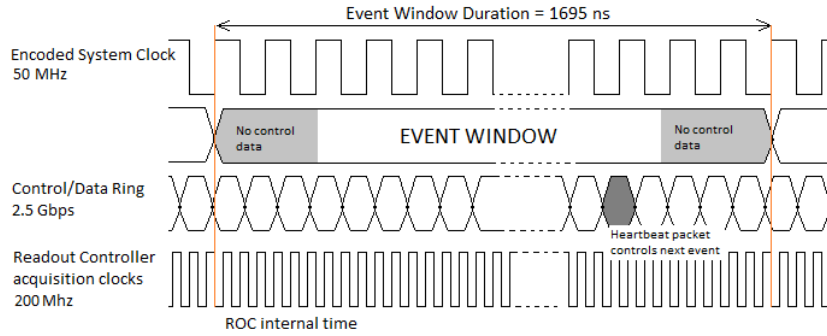 Event Window Duration = 1695 ns
Encoded System Clock
50 MHz
No control
data
EVENT WINDOW
No control
data
Control/Data Ring
2.5 Gbps
Heartbeat packet
controls next event
Readout Controller
acquisition clocks
200 Mhz
ROC internal time